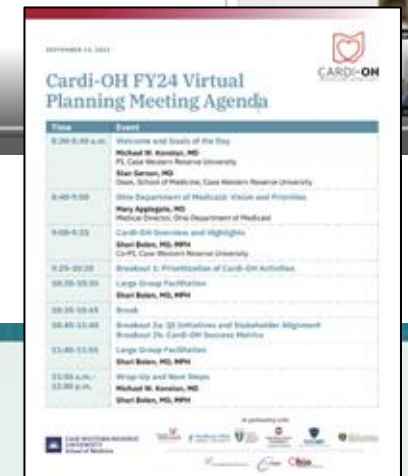 CARDI-OH
Cardi-OH FY24 Virtual
Planning Meeting Agenda
Time Event
8:30-8:40 a.m. Welcome and Goals of the Day
Michael W. Konstan, MD
PI, Case Western Reserve University
Stan Gerson, MD
Dean, School of Medicine, Case Western Reserve University
8:40-9:00 Ohio Department of Medicaid: Vision and Priorities
Mary Applegate, MD
Medical Director, Ohio Department of Medicaid
9:00-9:25 Cardi-OH Overview and Highlights
Shari Bolen, MD, MPH
Co-PI, Case Western Reserve University
9:25-10:20 Breakout 1: Prioritization of Cardi-OH Activities
10:20-10:35 Large Group Facilitation
Shari Bolen, MD, MPH
10:35-10:45 Break
10:45-11:40 Breakout 2a: QI Initiatives and Stakeholder Alignment
Breakout 2b: Cardi-OH Success Metrics
11:40-11:55 Large Group Facilitation
Shari Bolen, MD, MPH
11:55 a.m.- Wrap-Up and Next Steps
12:00 p.m. Michael W. Konstan, MD
Shari Bolen, MD, MPH
In partnership with:
CASE WESTERN RESERVE
UNIVERSITY
School of Medicine
Ohio